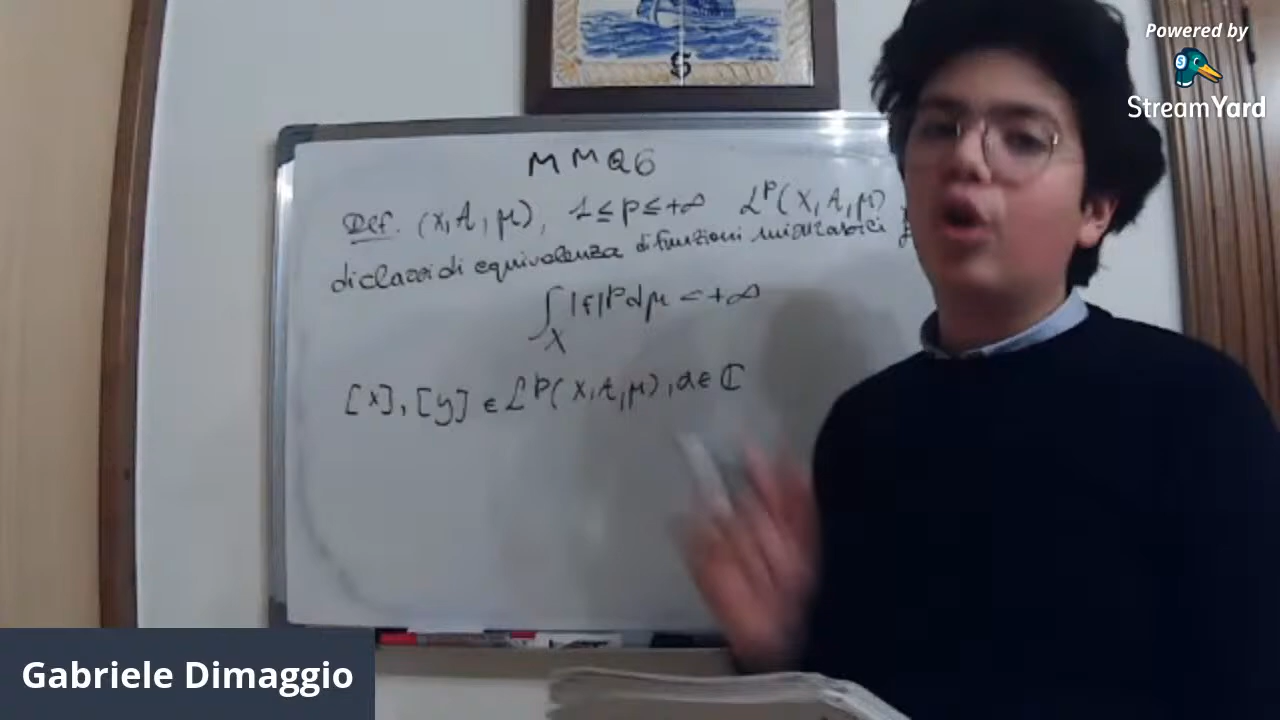 Powered by
StreamYard
§
MMQ6
Def. (X, A, μ), 1 ≤ p ≤ +∞ L^p(X, A, μ)
di classi di equivalenza di funzioni misurabili
∫_X |f|^p dμ < +∞
[x], [y] ∈ L^p(X, A, μ), α ∈ ℂ
Gabriele Dimaggio